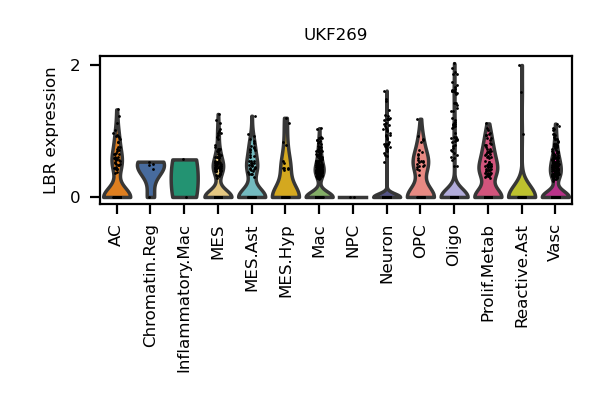 UKF269
LBR expression
2
0
AC
Chromatin.Reg
Inflammatory.Mac
MES
MES.Ast
MES.Hyp
Mac
NPC
Neuron
OPC
Oligo
Prolif.Metab
Reactive.Ast
Vasc